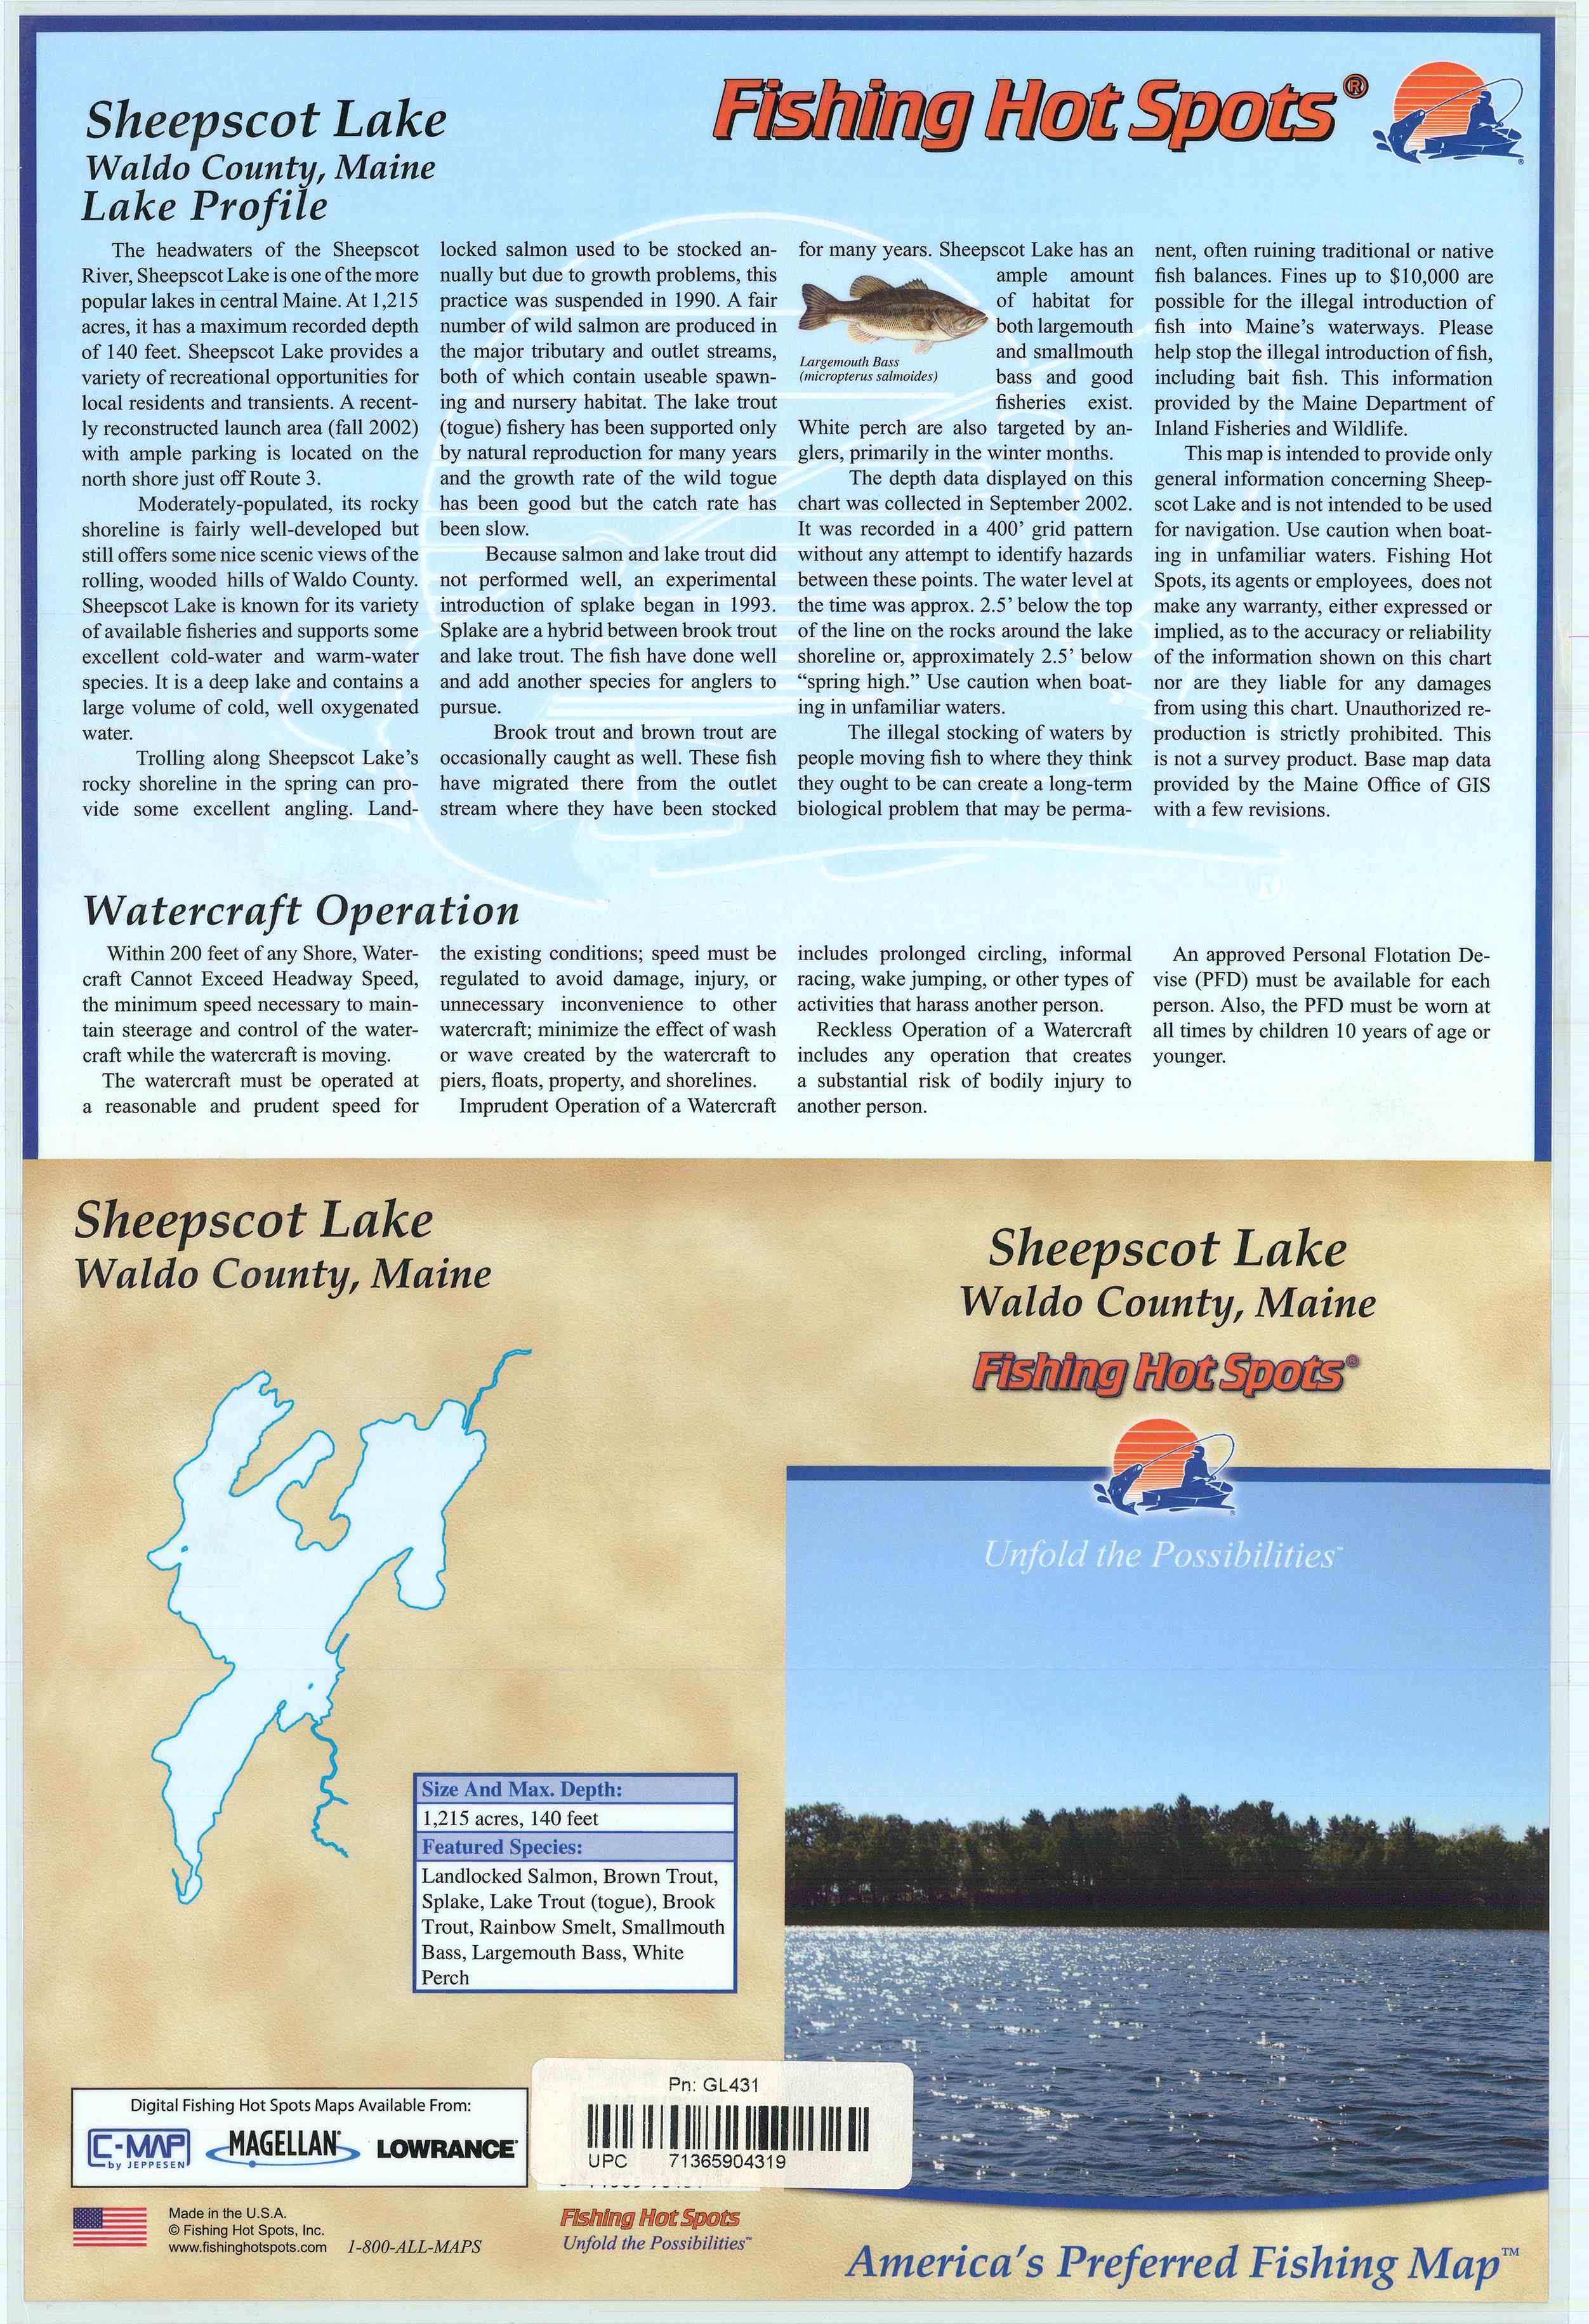 Sheepscot Lake
Waldo County, Maine
Lake Profile
Fishing Hot Spots®
The headwaters of the Sheepscot
River, Sheepscot Lake is one of the more
popular lakes in central Maine. At 1,215
acres, it has a maximum recorded depth
of 140 feet. Sheepscot Lake provides a
variety of recreational opportunities for
local residents and transients. A recent-
ly reconstructed launch area (fall 2002)
with ample parking is located on the
north shore just off Route 3.
Moderately-populated, its rocky
shoreline is fairly well-developed but
still offers some nice scenic views of the
rolling, wooded hills of Waldo County.
Sheepscot Lake is known for its variety
of available fisheries and supports some
excellent cold-water and warm-water
species. It is a deep lake and contains a
large volume of cold, well oxygenated
water.
Trolling along Sheepscot Lake's
rocky shoreline in the spring can pro-
vide some excellent angling. Land-
locked salmon used to be stocked an-
nually but due to growth problems, this
practice was suspended in 1990. A fair
number of wild salmon are produced in
the major tributary and outlet streams,
both of which contain useable spawn-
ing and nursery habitat. The lake trout
(togue) fishery has been supported only
by natural reproduction for many years
and the growth rate of the wild togue
has been good but the catch rate has
been slow.
Because salmon and lake trout did
not performed well, an experimental
introduction of splake began in 1993.
Splake are a hybrid between brook trout
and lake trout. The fish have done well
and add another species for anglers to
pursue.
Brook trout and brown trout are
occasionally caught as well. These fish
have migrated there from the outlet
stream where they have been stocked
for many years. Sheepscot Lake has an
ample amount
of habitat for
both largemouth
and smallmouth
bass and good
fisheries exist.
Largemouth Bass
(micropterus salmoides)
White perch are also targeted by an-
glers, primarily in the winter months.
The depth data displayed on this
chart was collected in September 2002.
It was recorded in a 400' grid pattern
without any attempt to identify hazards
between these points. The water level at
the time was approx. 2.5' below the top
of the line on the rocks around the lake
shoreline or, approximately 2.5' below
“spring high.” Use caution when boat-
ing in unfamiliar waters.
The illegal stocking of waters by
people moving fish to where they think
they ought to be can create a long-term
biological problem that may be perma-
nent, often ruining traditional or native
fish balances. Fines up to $10,000 are
possible for the illegal introduction of
fish into Maine's waterways. Please
help stop the illegal introduction of fish,
including bait fish. This information
provided by the Maine Department of
Inland Fisheries and Wildlife.
This map is intended to provide only
general information concerning Sheep-
scot Lake and is not intended to be used
for navigation. Use caution when boat-
ing in unfamiliar waters. Fishing Hot
Spots, its agents or employees, does not
make any warranty, either expressed or
implied, as to the accuracy or reliability
of the information shown on this chart
nor are they liable for any damages
from using this chart. Unauthorized re-
production is strictly prohibited. This
is not a survey product. Base map data
provided by the Maine Office of GIS
with a few revisions.
Watercraft Operation
Within 200 feet of any Shore, Water-
craft Cannot Exceed Headway Speed,
the minimum speed necessary to main-
tain steerage and control of the water-
craft while the watercraft is moving.
The watercraft must be operated at
a reasonable and prudent speed for
the existing conditions; speed must be
regulated to avoid damage, injury, or
unnecessary inconvenience to other
watercraft; minimize the effect of wash
or wave created by the watercraft to
piers, floats, property, and shorelines.
Imprudent Operation of a Watercraft
includes prolonged circling, informal
racing, wake jumping, or other types of
activities that harass another person.
Reckless Operation of a Watercraft
includes any operation that creates
a substantial risk of bodily injury to
another person.
An approved Personal Flotation De-
vise (PFD) must be available for each
person. Also, the PFD must be worn at
all times by children 10 years of age or
younger.
Sheepscot Lake
Waldo County, Maine
Size And Max. Depth:
1,215 acres, 140 feet
Featured Species:
Landlocked Salmon, Brown Trout,
Splake, Lake Trout (togue), Brook
Trout, Rainbow Smelt, Smallmouth
Bass, Largemouth Bass, White
Perch
Digital Fishing Hot Spots Maps Available From:
C-MAP
by JEPPESEN
MAGELLAN®
LOWRANCE®
Pn: GL431
UPC 71365904319
Made in the U.S.A.
© Fishing Hot Spots, Inc.
www.fishinghotspots.com 1-800-ALL-MAPS
Fishing Hot Spots
Unfold the Possibilities™
Sheepscot Lake
Waldo County, Maine
Fishing Hot Spots®
Unfold the Possibilities™
America's Preferred Fishing Map™